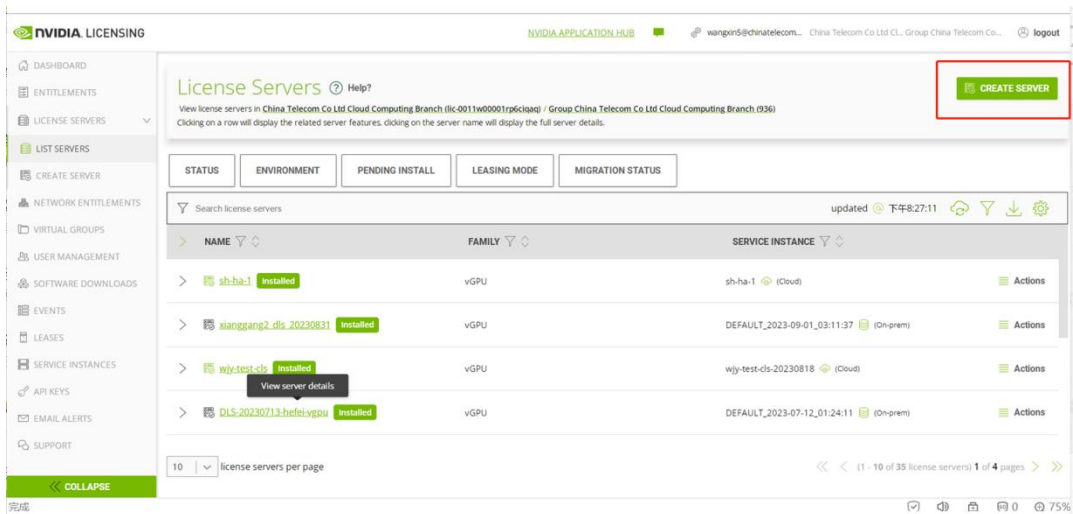 NVIDIA. LICENSING
NVIDIA APPLICATION HUB
wangxin5@chinatelecom... China Telecom Co Ltd Cl... Group China Telecom Co...
logout
DASHBOARD
ENTITLEMENTS
LICENSE SERVERS
LIST SERVERS
CREATE SERVER
NETWORK ENTITLEMENTS
VIRTUAL GROUPS
USER MANAGEMENT
SOFTWARE DOWNLOADS
EVENTS
LEASES
SERVICE INSTANCES
API KEYS
EMAIL ALERTS
SUPPORT
COLLAPSE
License Servers ? Help?
CREATE SERVER
View license servers in China Telecom Co Ltd Cloud Computing Branch (lic-0011w00001rp6ciqaq) / Group China Telecom Co Ltd Cloud Computing Branch (936)
Clicking on a row will display the related server features, clicking on the server name will display the full server details.
STATUS ENVIRONMENT PENDING INSTALL LEASING MODE MIGRATION STATUS
Search license servers updated 下午8:27:11
NAME FAMILY SERVICE INSTANCE
sh-ha-1 Installed vGPU sh-ha-1 (Cloud) Actions
xianggang2_dls_20230831 Installed vGPU DEFAULT_2023-09-01_03:11:37 (On-prem) Actions
wjy-test-cls Installed vGPU wjy-test-cls-20230818 (Cloud) Actions
View server details
DLS-20230713-hefei-vgpu Installed vGPU DEFAULT_2023-07-12_01:24:11 (On-prem) Actions
10 license servers per page (1 - 10 of 35 license servers) 1 of 4 pages
完成 0 75%